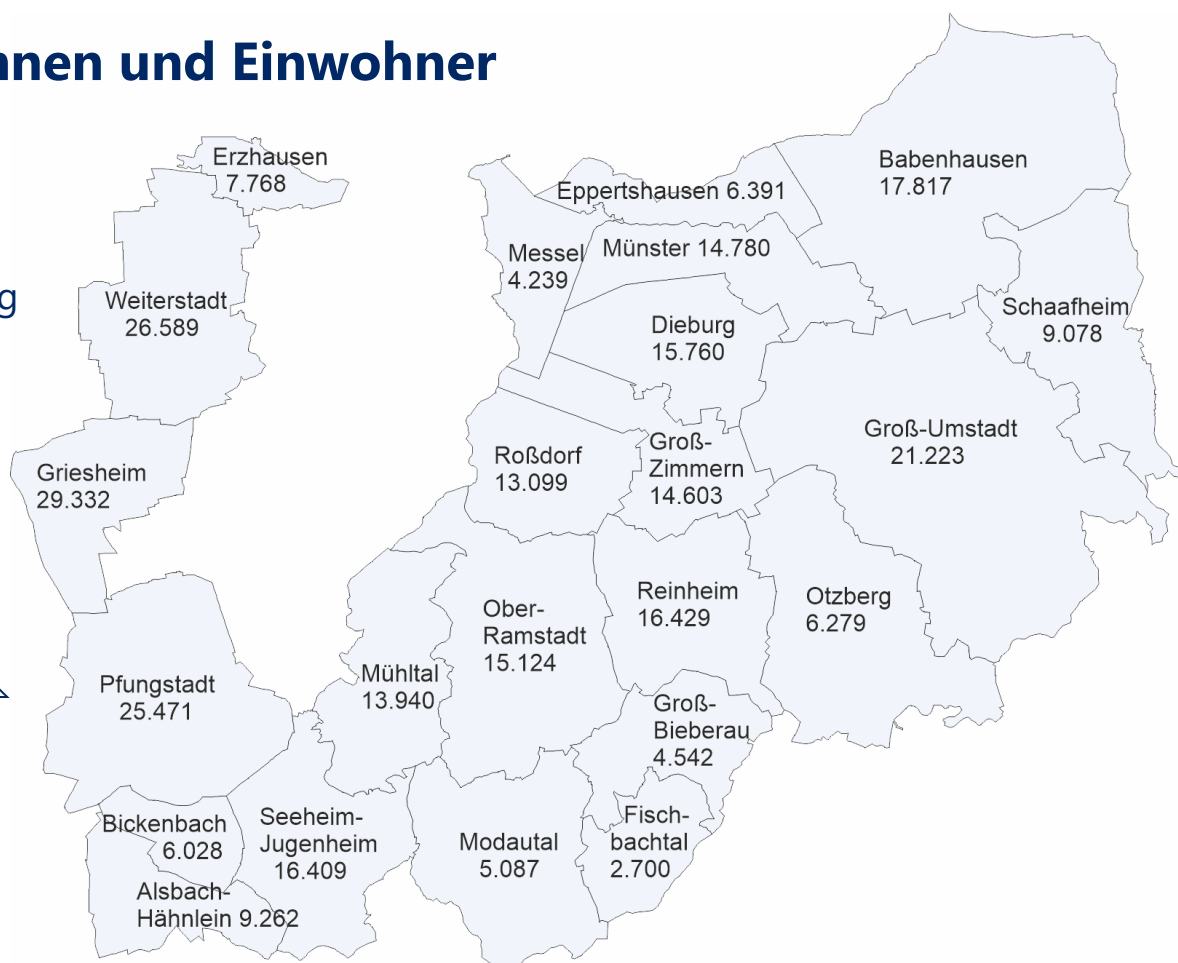 nnen und Einwohner
Erzhausen
7.768
Babenhausen
17.817
Eppertshausen 6.391
Messel
4.239
Münster 14.780
g
Weiterstadt
26.589
Schaafheim
9.078
Dieburg
15.760
Groß-Umstadt
21.223
Griesheim
29.332
Roßdorf
13.099
Groß-
Zimmern
14.603
Reinheim
16.429
Otzberg
6.279
Ober-
Ramstadt
15.124
Mühltal
13.940
Pfungstadt
25.471
Groß-
Bieberau
4.542
Bickenbach
6.028
Seeheim-
Jugenheim
16.409
Modautal
5.087
Fisch-
bachtal
2.700
Alsbach-
Hähnlein 9.262